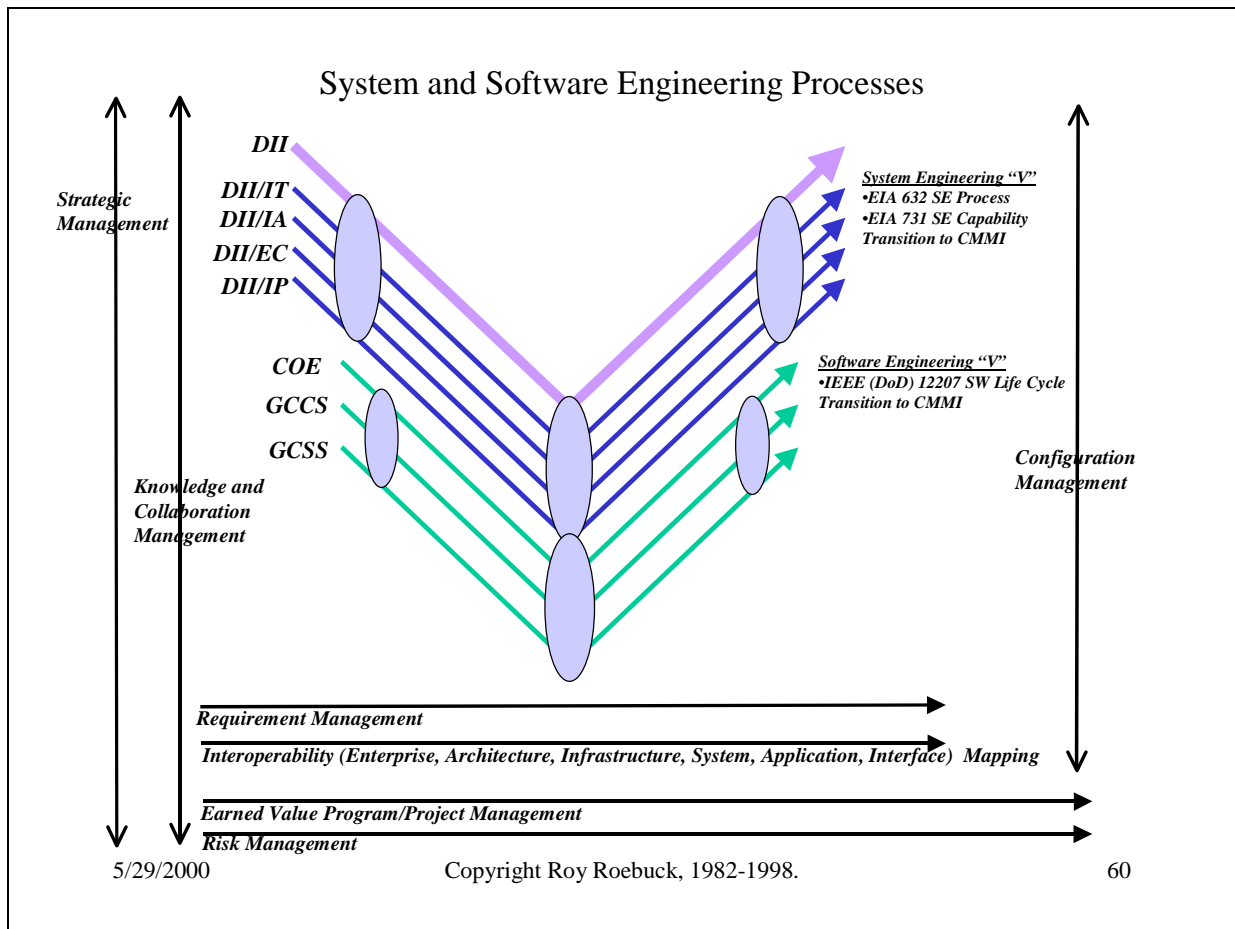 System and Software Engineering Processes
DII
DII/IT
DII/IA
DII/EC
DII/IP
COE
GCCS
GCSS
Strategic
Management
Knowledge and
Collaboration
Management
System Engineering “V”
•EIA 632 SE Process
•EIA 731 SE Capability
Transition to CMMI
Software Engineering “V”
•IEEE (DoD) 12207 SW Life Cycle
Transition to CMMI
Configuration
Management
Requirement Management
Interoperability (Enterprise, Architecture, Infrastructure, System, Application, Interface) Mapping
Earned Value Program/Project Management
Risk Management
5/29/2000
Copyright Roy Roebuck, 1982-1998.
60